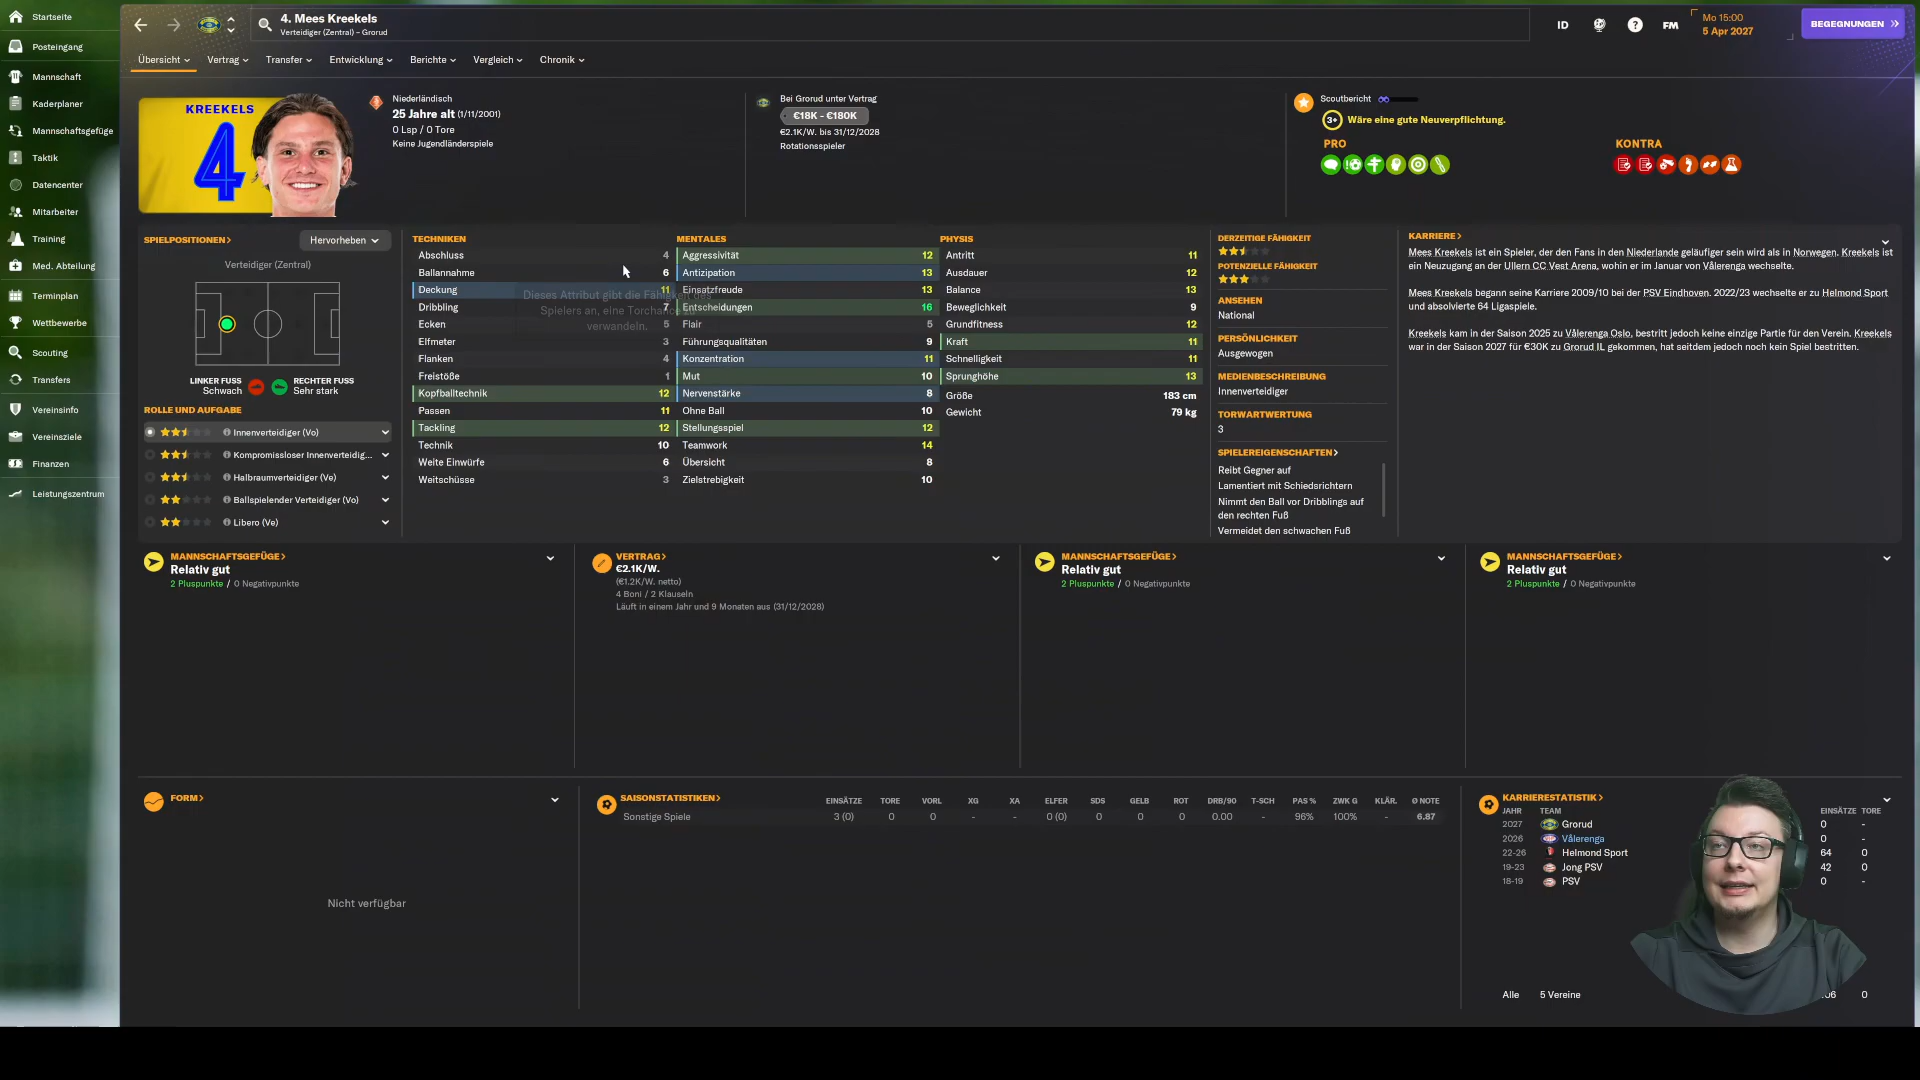 Startseite
Posteingang
Mannschaft
Kaderplaner
Mannschaftsgefüge
Taktik
Datencenter
Mitarbeiter
Training
Med. Abteilung
Terminplan
Wettbewerbe
Scouting
Transfers
Vereinsinfo
Vereinsziele
Finanzen
Leistungszentrum
4. Mees Kreekels
Verteidiger (Zentral) – Grorud
ID
?
FM
Mo 15:00
5 Apr 2027
BEGEGNUNGEN
Übersicht
Vertrag
Transfer
Entwicklung
Berichte
Vergleich
Chronik
KREEKELS
4
Niederländisch
25 Jahre alt (1/11/2001)
0 Lsp / 0 Tore
Keine Jugendländerspiele
Bei Grorud unter Vertrag
€18K - €180K
€2.1K/W. bis 31/12/2028
Rotationsspieler
Scoutbericht
3+ Wäre eine gute Neuverpflichtung.
PRO
KONTRA
SPIELPOSITIONEN
Hervorheben
Verteidiger (Zentral)
LINKER FUSS
Schwach
RECHTER FUSS
Sehr stark
ROLLE UND AUFGABE
Innenverteidiger (Vo)
Kompromissloser Innenverteidig...
Halbraumverteidiger (Ve)
Ballspielender Verteidiger (Vo)
Libero (Ve)
TECHNIKEN
Abschluss 4
Ballannahme 6
Deckung 11
Dribbling 7
Ecken 5
Elfmeter 3
Flanken 4
Freistöße 1
Kopfballtechnik 12
Passen 11
Tackling 12
Technik 10
Weite Einwürfe 6
Weitschüsse 3
Dieses Attribut gibt die Fähigkeit des
Spielers an, eine Torchance zu
verwandeln.
MENTALES
Aggressivität 12
Antizipation 13
Einsatzfreude 13
Entscheidungen 16
Flair 5
Führungsqualitäten 9
Konzentration 11
Mut 10
Nervenstärke 8
Ohne Ball 10
Stellungsspiel 12
Teamwork 14
Übersicht 8
Zielstrebigkeit 10
PHYSIS
Antritt 11
Ausdauer 12
Balance 13
Beweglichkeit 9
Grundfitness 12
Kraft 11
Schnelligkeit 11
Sprunghöhe 13
Größe 183 cm
Gewicht 79 kg
DERZEITIGE FÄHIGKEIT
POTENZIELLE FÄHIGKEIT
ANSEHEN
National
PERSÖNLICHKEIT
Ausgewogen
MEDIENBESCHREIBUNG
Innenverteidiger
TORWARTWERTUNG
3
SPIELEREIGENSCHAFTEN
Reibt Gegner auf
Lamentiert mit Schiedsrichtern
Nimmt den Ball vor Dribblings auf
den rechten Fuß
Vermeidet den schwachen Fuß
KARRIERE
Mees Kreekels ist ein Spieler, der den Fans in den Niederlande geläufiger sein wird als in Norwegen. Kreekels ist
ein Neuzugang an der Ullern CC Vest Arena, wohin er im Januar von Vålerenga wechselte.
Mees Kreekels begann seine Karriere 2009/10 bei der PSV Eindhoven. 2022/23 wechselte er zu Helmond Sport
und absolvierte 64 Ligaspiele.
Kreekels kam in der Saison 2025 zu Vålerenga Oslo, bestritt jedoch keine einzige Partie für den Verein. Kreekels
war in der Saison 2027 für €30K zu Grorud IL gekommen, hat seitdem jedoch noch kein Spiel bestritten.
MANNSCHAFTSGEFÜGE
Relativ gut
2 Pluspunkte / 0 Negativpunkte
VERTRAG
€2.1K/W.
(€1.2K/W. netto)
4 Boni / 2 Klauseln
Läuft in einem Jahr und 9 Monaten aus (31/12/2028)
MANNSCHAFTSGEFÜGE
Relativ gut
2 Pluspunkte / 0 Negativpunkte
MANNSCHAFTSGEFÜGE
Relativ gut
2 Pluspunkte / 0 Negativpunkte
FORM
Nicht verfügbar
SAISONSTATISTIKEN
EINSÄTZE TORE VORL XG XA ELFER SDS GELB ROT DRB/90 T-SCH PAS % ZWK G KLÄR. Ø NOTE
Sonstige Spiele 3 (0) 0 0 - - 0 (0) 0 0 0 0.00 - 96% 100% - 6.87
KARRIERESTATISTIK
JAHR TEAM EINSÄTZE TORE
2027 Grorud 0 -
2026 Vålerenga 0 -
22-26 Helmond Sport 64 0
19-23 Jong PSV 42 0
18-19 PSV 0 -
Alle 5 Vereine 0